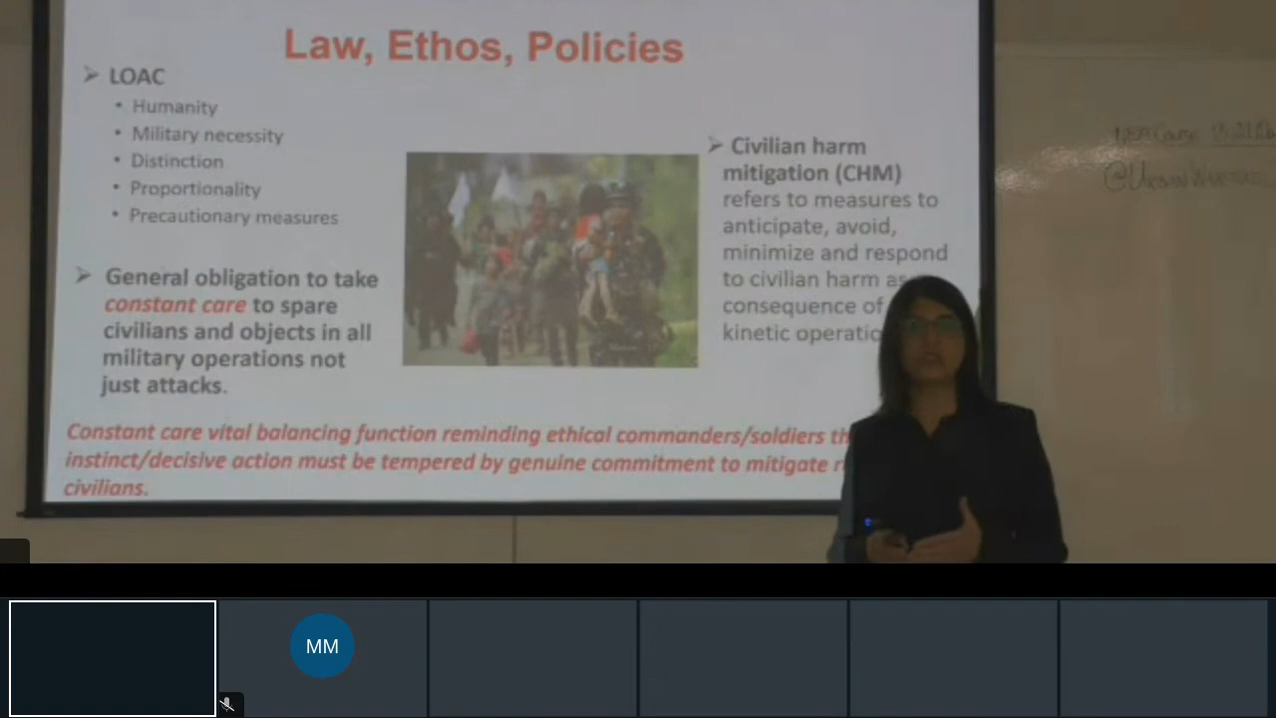 Law, Ethos, Policies
➢ LOAC
• Humanity
• Military necessity
• Distinction
• Proportionality
• Precautionary measures
➢ General obligation to take
constant care to spare
civilians and objects in all
military operations not
just attacks.
➢ Civilian harm
mitigation (CHM)
refers to measures to
anticipate, avoid,
minimize and respond
to civilian harm as
consequence of
kinetic
Constant care vital balancing function reminding ethical commanders/soldiers
instinct/decisive action must be tempered by genuine commitment to mitigate
civilians.
MM